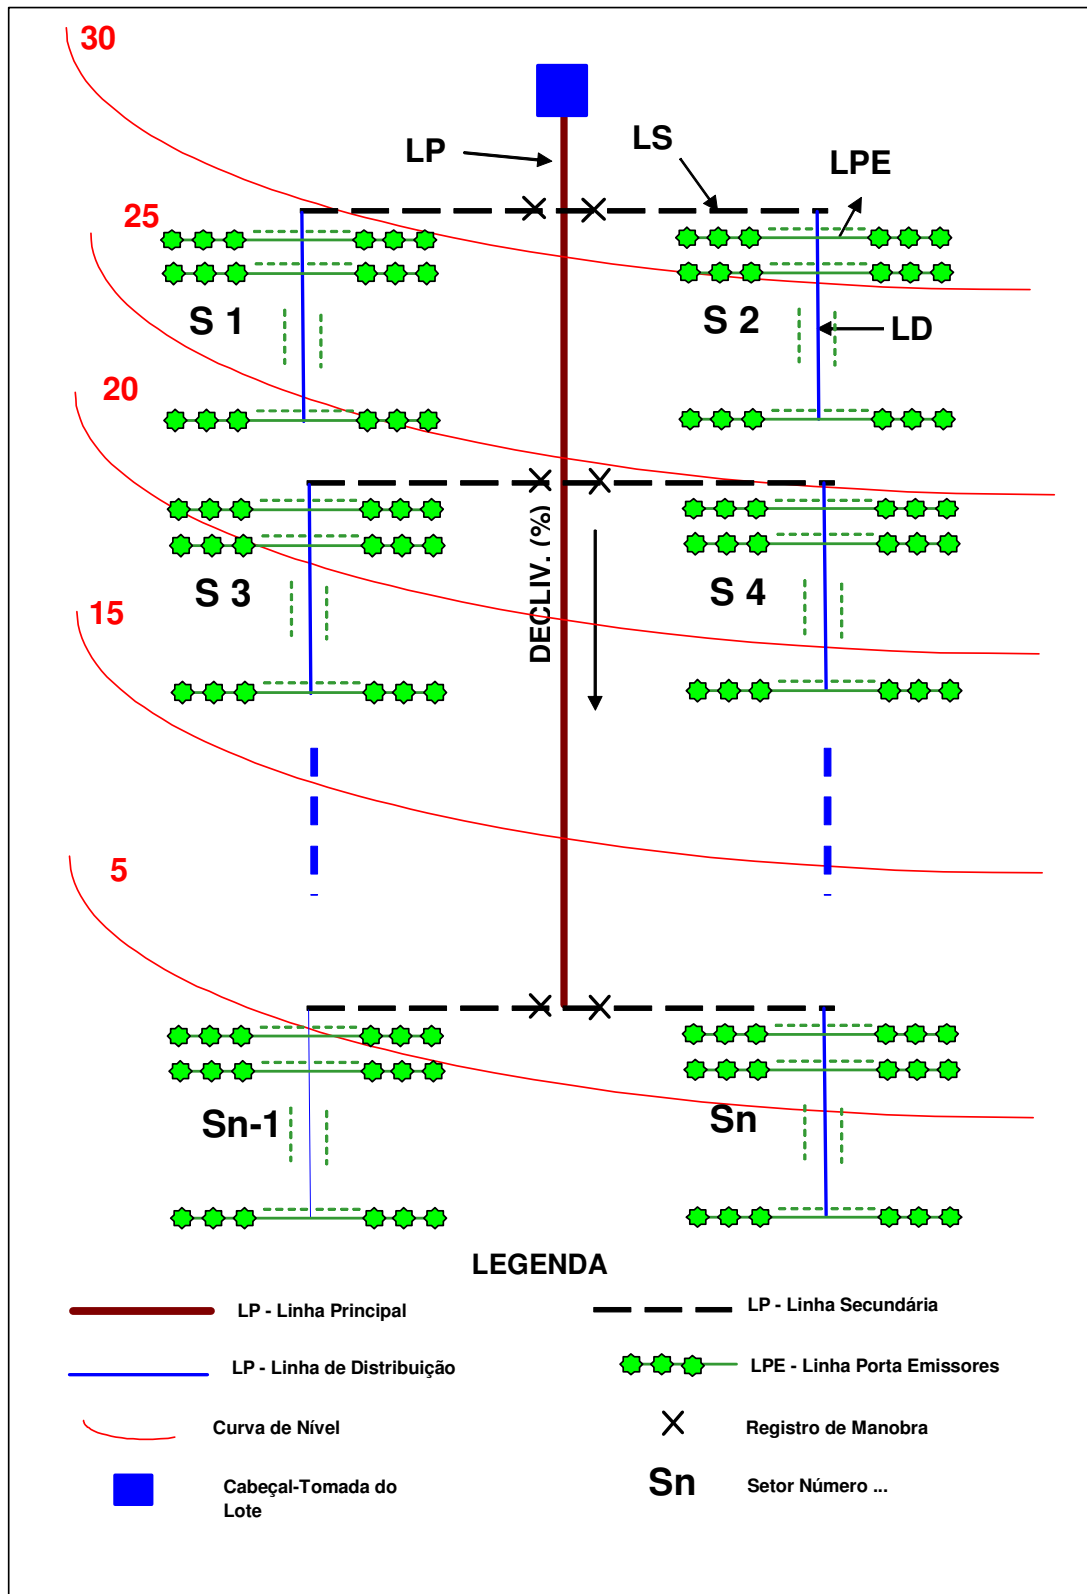 30
LP
LS
LPE
25
S 1
S 2
LD
20
DECLIV. (%)
S 3
S 4
15
5
Sn-1
Sn
LEGENDA
LP - Linha Principal
LP - Linha Secundária
LP - Linha de Distribuição
LPE - Linha Porta Emissores
Curva de Nível
Registro de Manobra
Cabeçal-Tomada do
Lote
Sn
Setor Número ...